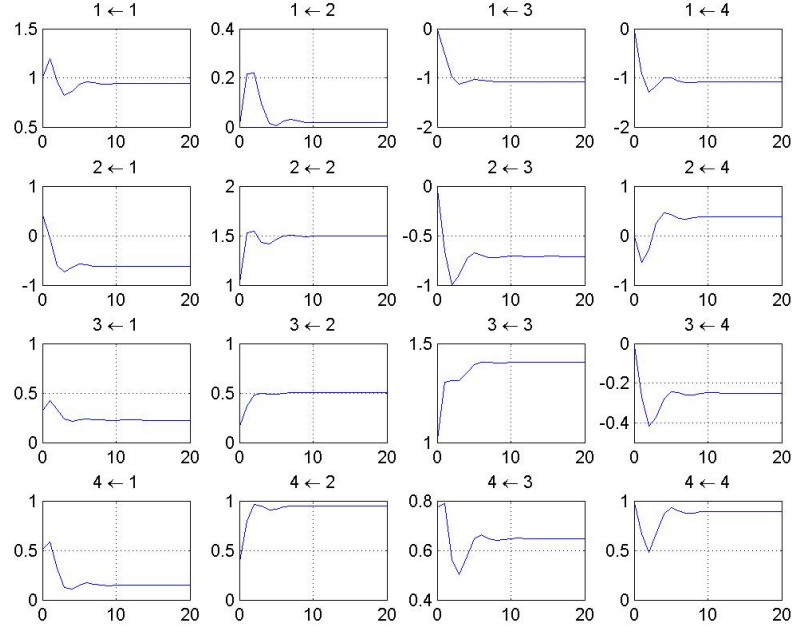 1 ← 1 1 ← 2 1 ← 3 1 ← 4
1.5 0.4 0 0
1 0.2 -1 -1
0.5 0 -2 -2
0 10 20 0 10 20 0 10 20 0 10 20
2 ← 1 2 ← 2 2 ← 3 2 ← 4
1 2 0 1
0 1.5 -0.5 0
-1 1 -1 -1
0 10 20 0 10 20 0 10 20 0 10 20
3 ← 1 3 ← 2 3 ← 3 3 ← 4
1 1 1.5 0
0.5 0.5 -0.2
-0.4
0 0 1
0 10 20 0 10 20 0 10 20 0 10 20
4 ← 1 4 ← 2 4 ← 3 4 ← 4
1 1 0.8 1
0.5 0.5 0.6 0.5
0 0 0.4 0
0 10 20 0 10 20 0 10 20 0 10 20